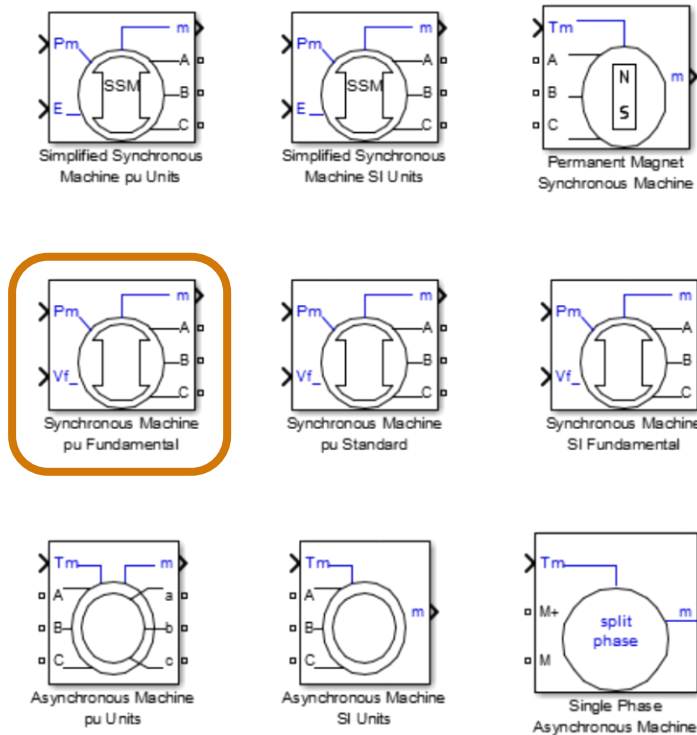 Pm
m
SSM
A
B
E
C
Simplified Synchronous
Machine pu Units
Pm
m
SSM
A
B
E
C
Simplified Synchronous
Machine SI Units
Tm
A
N
m
B
S
C
Permanent Magnet
Synchronous Machine
Pm
m
A
B
Vf_
C
Synchronous Machine
pu Fundamental
Pm
m
A
B
Vf_
C
Synchronous Machine
pu Standard
Pm
m
A
B
Vf_
C
Synchronous Machine
SI Fundamental
Tm
m
A
a
B
b
C
c
Asynchronous Machine
pu Units
Tm
A
m
B
C
Asynchronous Machine
SI Units
Tm
M+
split
phase
m
M
Single Phase
Asynchronous Machine